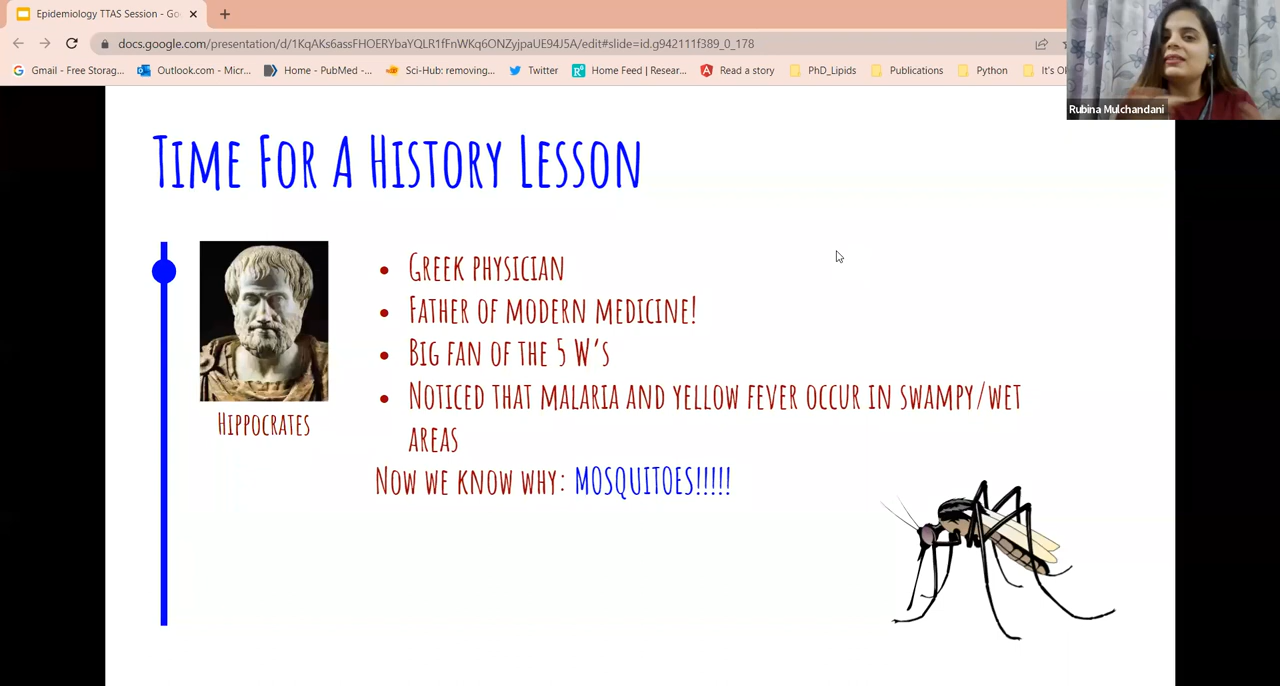 Epidemiology TTAS Session - Go
docs.google.com/presentation/d/1KqAKs6assFHOERYbaYQLR1fFnWKq6ONZyjpaUE94J5A/edit#slide=id.g942111f389_0_178
Gmail - Free Storag... Outlook.com - Micr... Home - PubMed -... Sci-Hub: removing... Twitter Home Feed | Resear... Read a story PhD_Lipids Publications Python It's Ok
Rubina Mulchandani
TIME FOR A HISTORY LESSON
• GREEK PHYSICIAN
• FATHER OF MODERN MEDICINE!
• BIG FAN OF THE 5 W'S
• NOTICED THAT MALARIA AND YELLOW FEVER OCCUR IN SWAMPY/WET
AREAS
HIPPOCRATES
NOW WE KNOW WHY: MOSQUITOES!!!!!